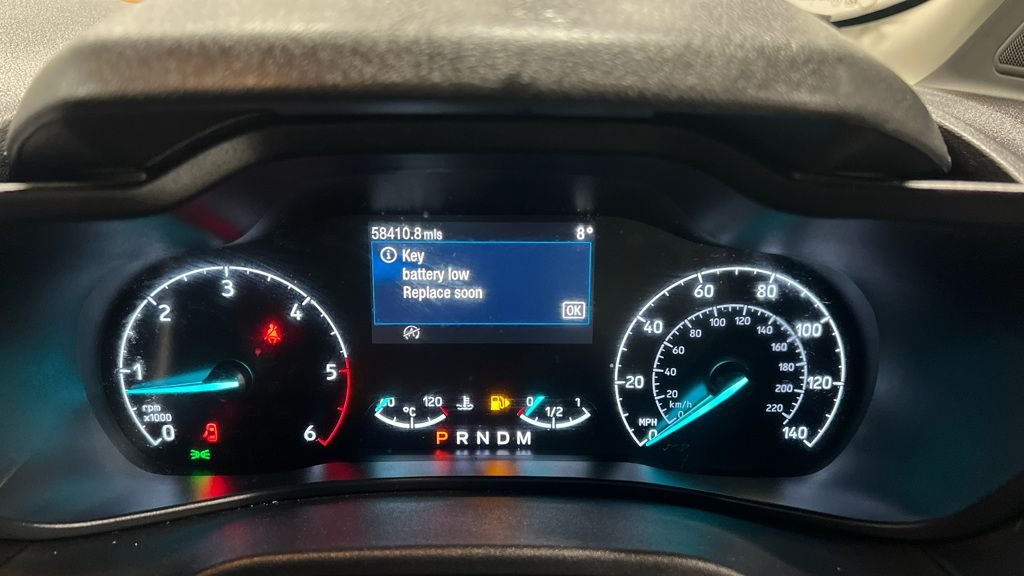 58410.8 mls 8°
Key
battery low
Replace soon
OK
0 1 2 3 4 5 6
rpm
x1000
60 120
°C
0 1/2 1
P R N D M
0 20 40 60 80 100 120 140
MPH
0 20 40 60 80 100 120 140 160 180 200 220
km/h